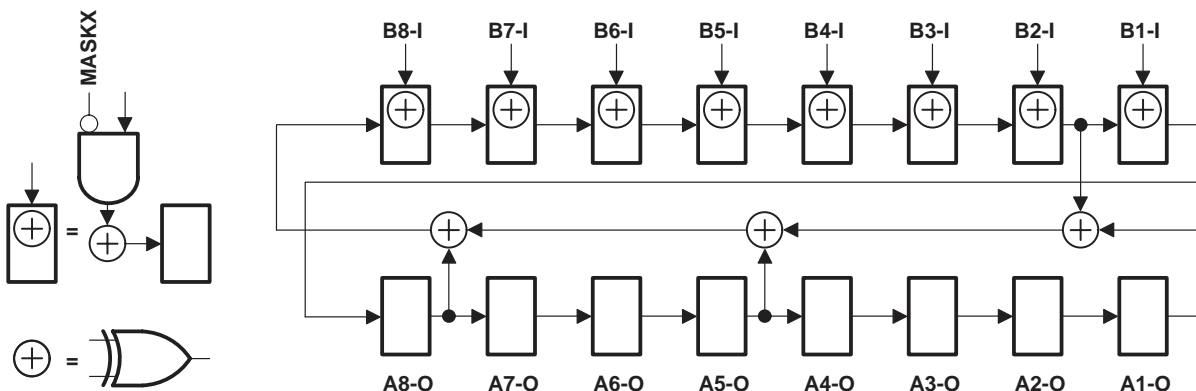 MASKX
B8-I B7-I B6-I B5-I B4-I B3-I B2-I B1-I
=
=
A8-O A7-O A6-O A5-O A4-O A3-O A2-O A1-O